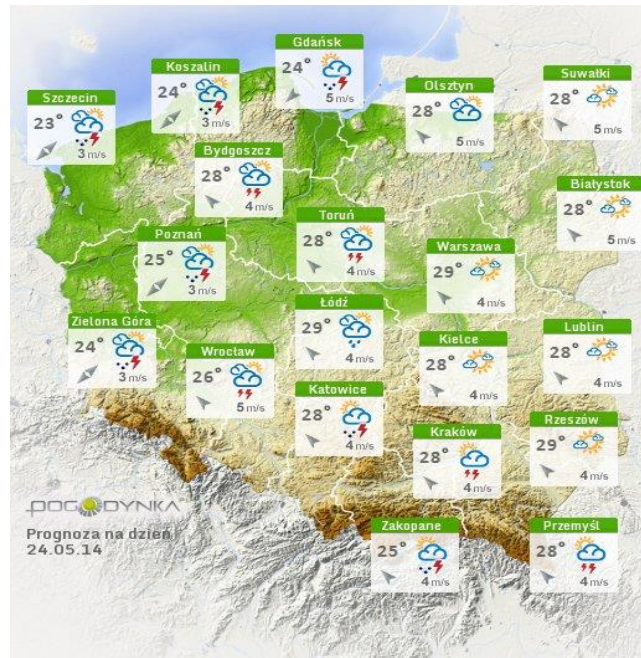 Gdańsk
24°
5 m/s
Koszalin
24°
3 m/s
Suwałki
28°
5 m/s
Olsztyn
28°
5 m/s
Szczecin
23°
3 m/s
Bydgoszcz
28°
4 m/s
Białystok
28°
5 m/s
Toruń
28°
4 m/s
Poznań
25°
3 m/s
Warszawa
29°
4 m/s
Łódź
29°
4 m/s
Zielona Góra
24°
3 m/s
Lublin
28°
4 m/s
Kielce
28°
4 m/s
Wrocław
26°
5 m/s
Katowice
28°
4 m/s
Rzeszów
29°
4 m/s
Kraków
28°
4 m/s
POGODYNKA
Prognoza na dzień
24.05.14
Zakopane
25°
4 m/s
Przemyśl
28°
4 m/s